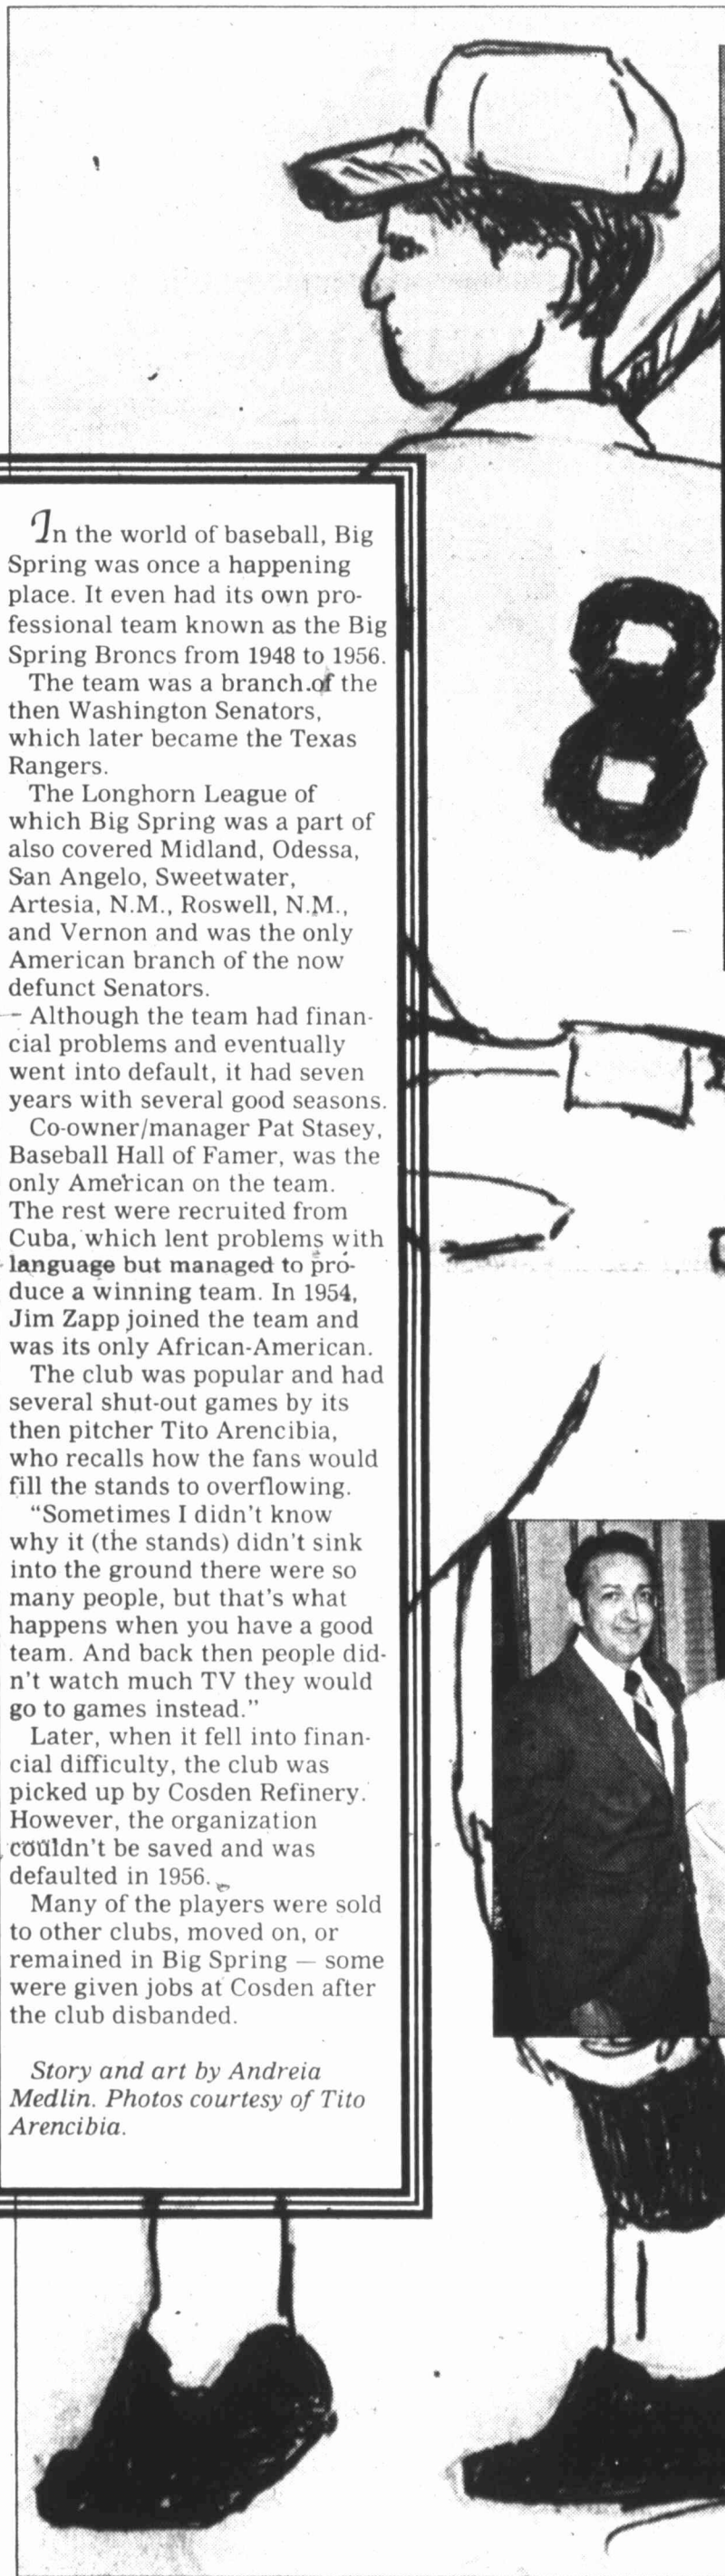 In the world of baseball, Big
Spring was once a happening
place. It even had its own pro-
fessional team known as the Big
Spring Broncs from 1948 to 1956.
The team was a branch of the
then Washington Senators,
which later became the Texas
Rangers.
The Longhorn League of
which Big Spring was a part of
also covered Midland, Odessa,
San Angelo, Sweetwater,
Artesia, N.M., Roswell, N.M.,
and Vernon and was the only
American branch of the now
defunct Senators.
Although the team had finan-
cial problems and eventually
went into default, it had seven
years with several good seasons.
Co-owner/manager Pat Stasey,
Baseball Hall of Famer, was the
only American on the team.
The rest were recruited from
Cuba, which lent problems with
language but managed to pro-
duce a winning team. In 1954,
Jim Zapp joined the team and
was its only African-American.
The club was popular and had
several shut-out games by its
then pitcher Tito Arencibia,
who recalls how the fans would
fill the stands to overflowing.
“Sometimes I didn't know
why it (the stands) didn't sink
into the ground there were so
many people, but that's what
happens when you have a good
team. And back then people did-
n't watch much TV they would
go to games instead.”
Later, when it fell into finan-
cial difficulty, the club was
picked up by Cosden Refinery.
However, the organization
couldn't be saved and was
defaulted in 1956.
Many of the players were sold
to other clubs, moved on, or
remained in Big Spring — some
were given jobs at Cosden after
the club disbanded.
Story and art by Andreia
Medlin. Photos courtesy of Tito
Arencibia.
8